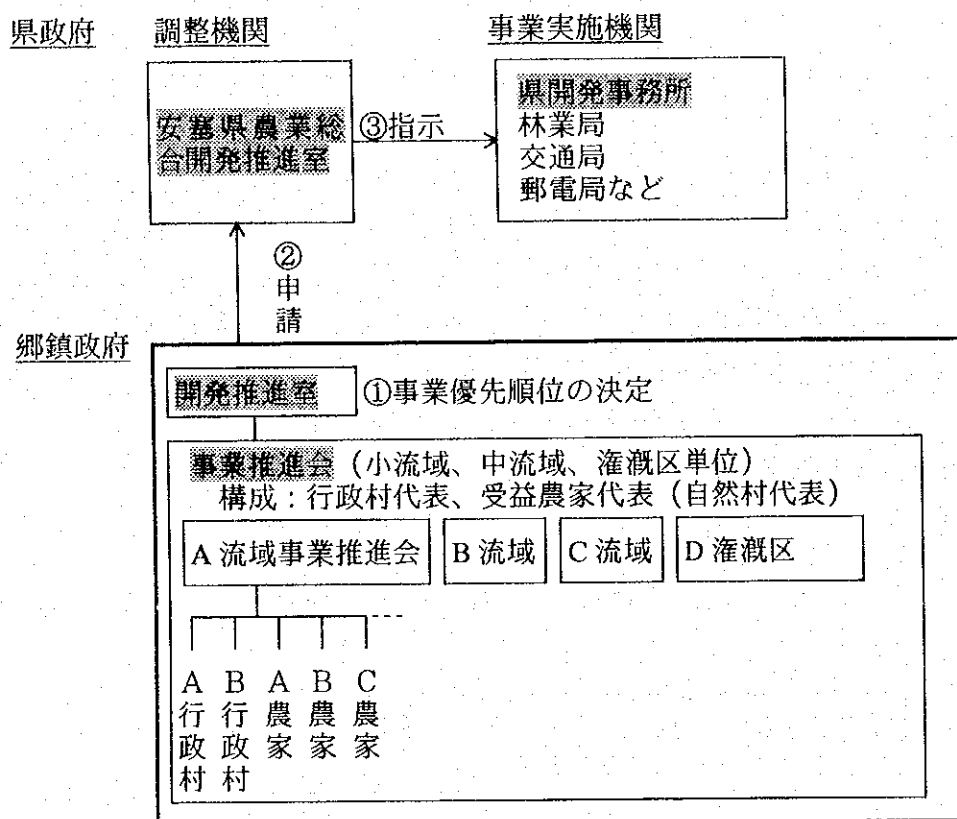 県政府 調整機関 事業実施機関
安塞県農業総
合開発推進室
③指示
県開発事務所
林業局
交通局
郵電局など
②
申
請
郷鎮政府
開発推進室 ①事業優先順位の決定
事業推進会（小流域、中流域、潅漑区単位）
構成：行政村代表、受益農家代表（自然村代表）
A 流域事業推進会 B 流域 C 流域 D 潅漑区
A行政村 B行政村 A農家 B農家 C農家